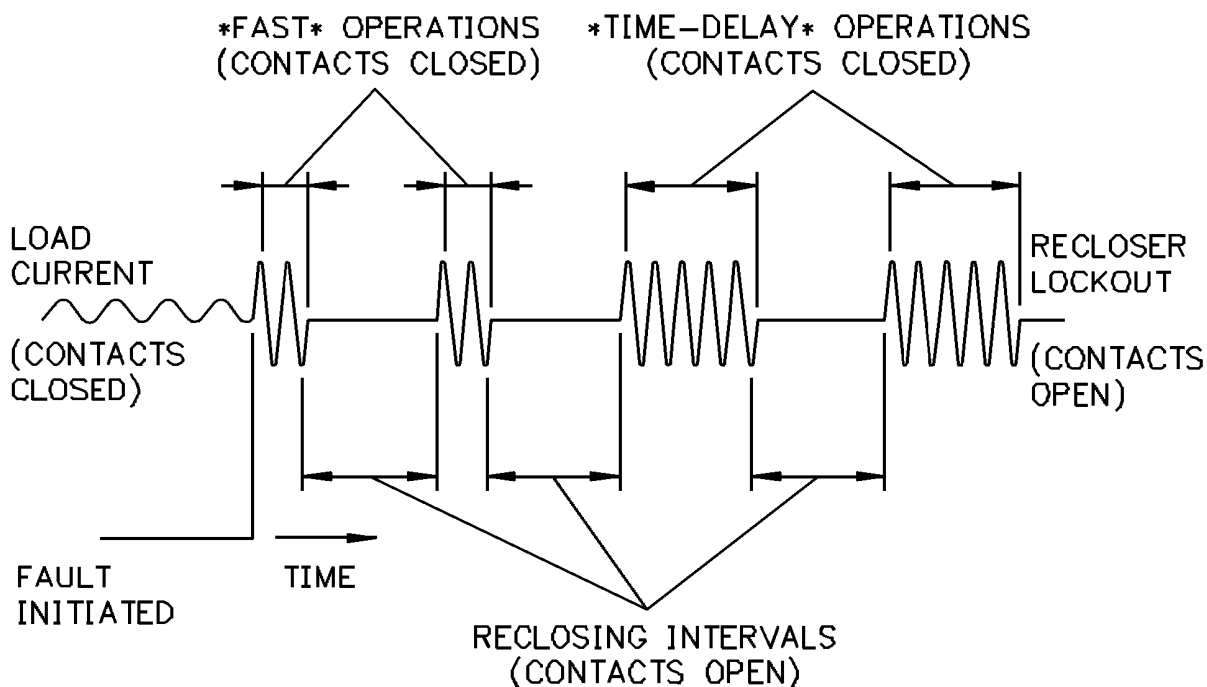 *FAST* OPERATIONS
(CONTACTS CLOSED)
*TIME-DELAY* OPERATIONS
(CONTACTS CLOSED)
LOAD
CURRENT
(CONTACTS
CLOSED)
RECLOSER
LOCKOUT
(CONTACTS
OPEN)
FAULT
INITIATED
TIME
RECLOSING INTERVALS
(CONTACTS OPEN)